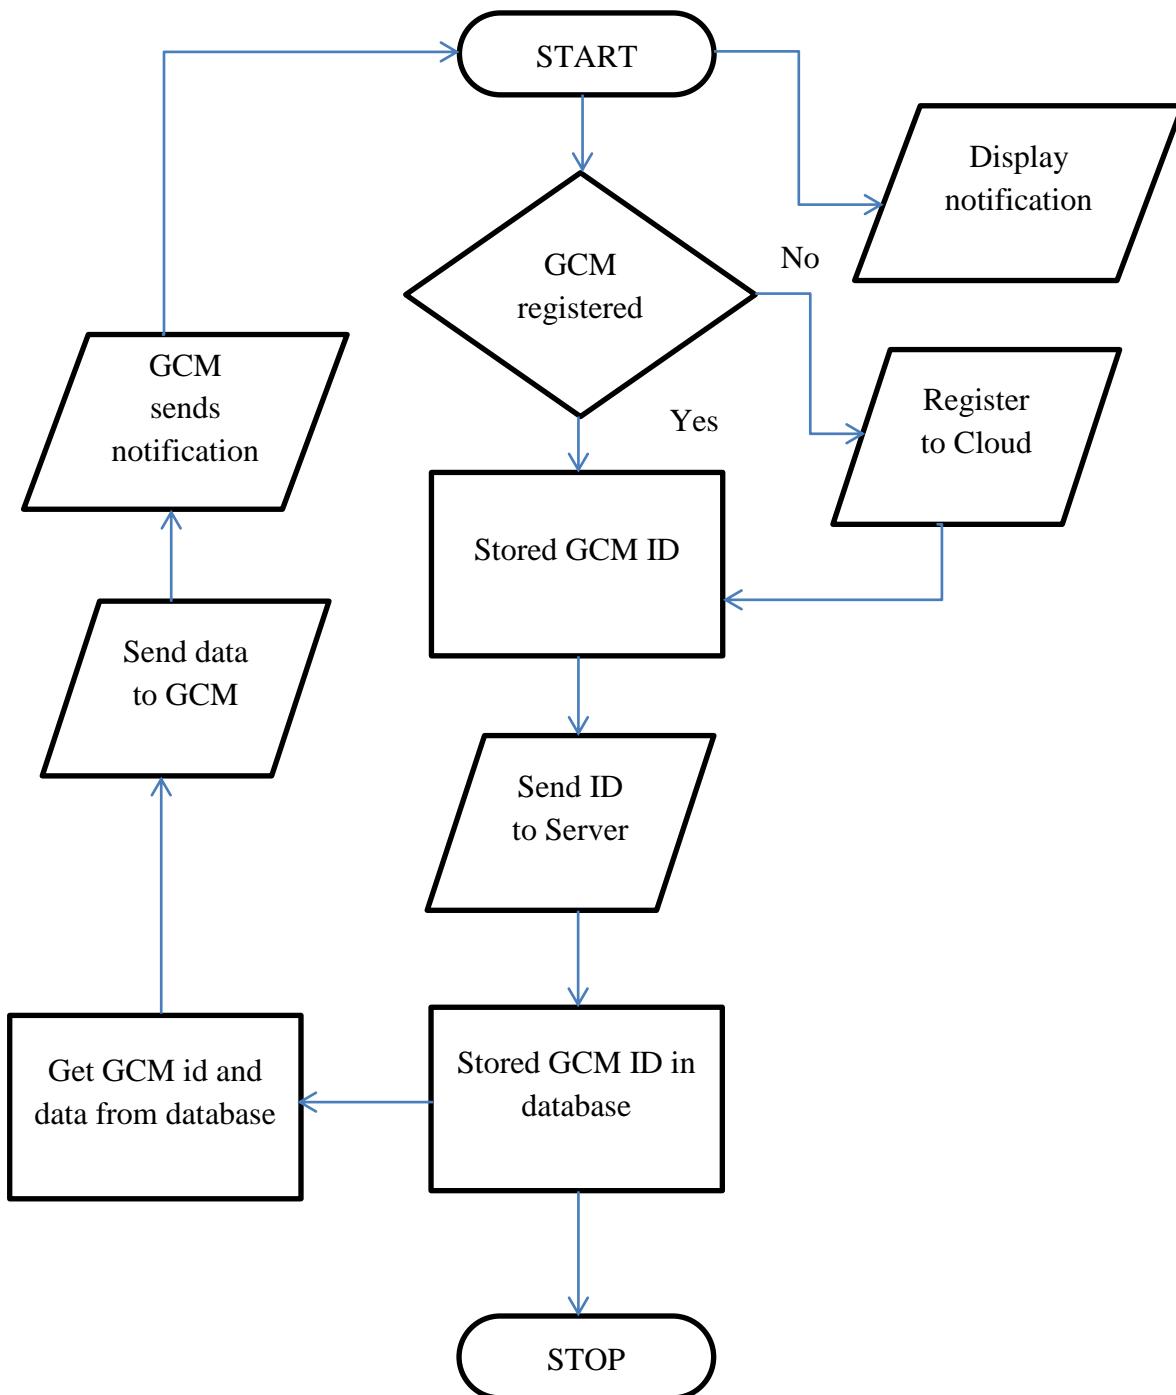 START
Display
notification
GCM
registered
No
Yes
GCM
sends
notification
Register
to Cloud
Stored GCM ID
Send data
to GCM
Send ID
to Server
Get GCM id and
data from database
Stored GCM ID in
database
STOP